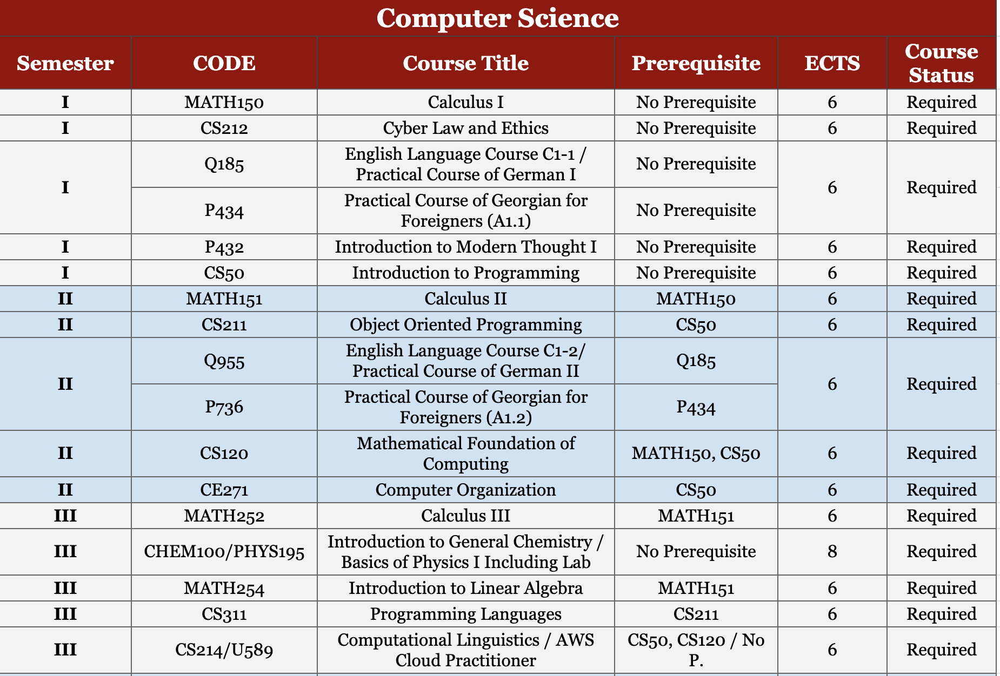 Computer Science
Semester CODE Course Title Prerequisite ECTS Course Status
I MATH150 Calculus I No Prerequisite 6 Required
I CS212 Cyber Law and Ethics No Prerequisite 6 Required
I Q185 English Language Course C1-1 / Practical Course of German I No Prerequisite 6 Required
P434 Practical Course of Georgian for Foreigners (A1.1) No Prerequisite
I P432 Introduction to Modern Thought I No Prerequisite 6 Required
I CS50 Introduction to Programming No Prerequisite 6 Required
II MATH151 Calculus II MATH150 6 Required
II CS211 Object Oriented Programming CS50 6 Required
II Q955 English Language Course C1-2/ Practical Course of German II Q185 6 Required
P736 Practical Course of Georgian for Foreigners (A1.2) P434
II CS120 Mathematical Foundation of Computing MATH150, CS50 6 Required
II CE271 Computer Organization CS50 6 Required
III MATH252 Calculus III MATH151 6 Required
III CHEM100/PHYS195 Introduction to General Chemistry / Basics of Physics I Including Lab No Prerequisite 8 Required
III MATH254 Introduction to Linear Algebra MATH151 6 Required
III CS311 Programming Languages CS211 6 Required
III CS214/U589 Computational Linguistics / AWS Cloud Practitioner CS50, CS120 / No P. 6 Required